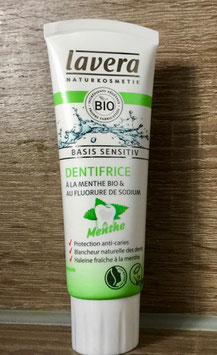 lavera
NATURKOSMETIK
BIO
BASIS SENSITIV
DENTIFRICE
À LA MENTHE BIO &
AU FLUORURE DE SODIUM
Menthe
Protection anti-caries
Blancheur naturelle des dents
Haleine fraîche à la menthe